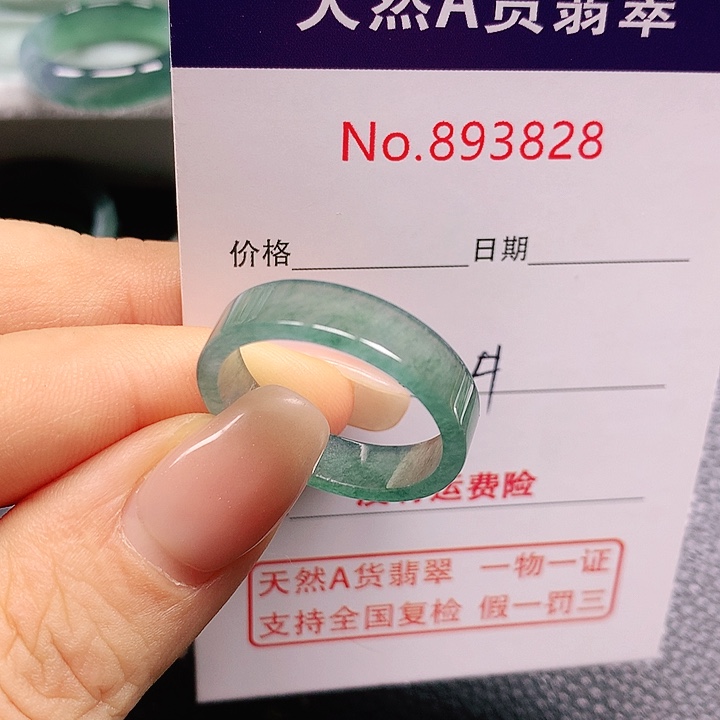 天然A货翡翠
No.893828
价格 日期
运费险
天然A货翡翠 一物一证
支持全国复检 假一罚三